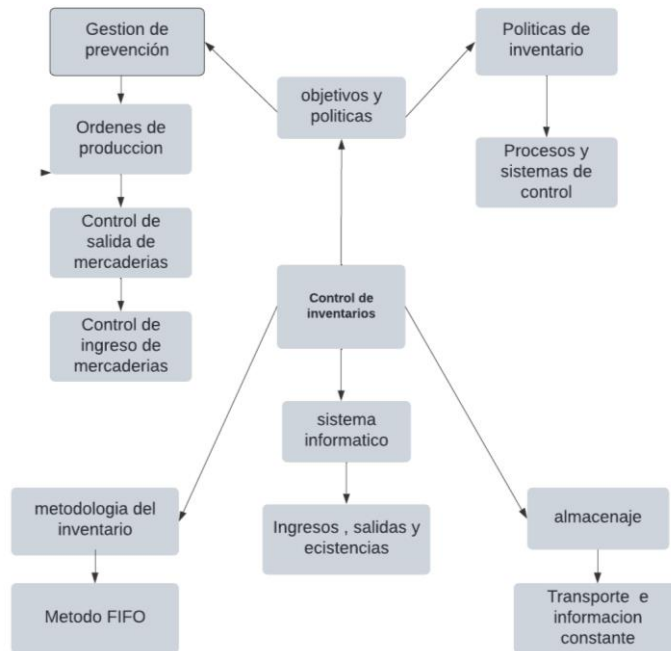 Gestion de
prevención
Ordenes de
produccion
Control de
salida de
mercaderias
Control de
ingreso de
mercaderias
objetivos y
politicas
Politicas de
inventario
Procesos y
sistemas de
control
Control de
inventarios
sistema
informatico
Ingresos , salidas y
ecistencias
metodologia del
inventario
Metodo FIFO
almacenaje
Transporte e
informacion
constante